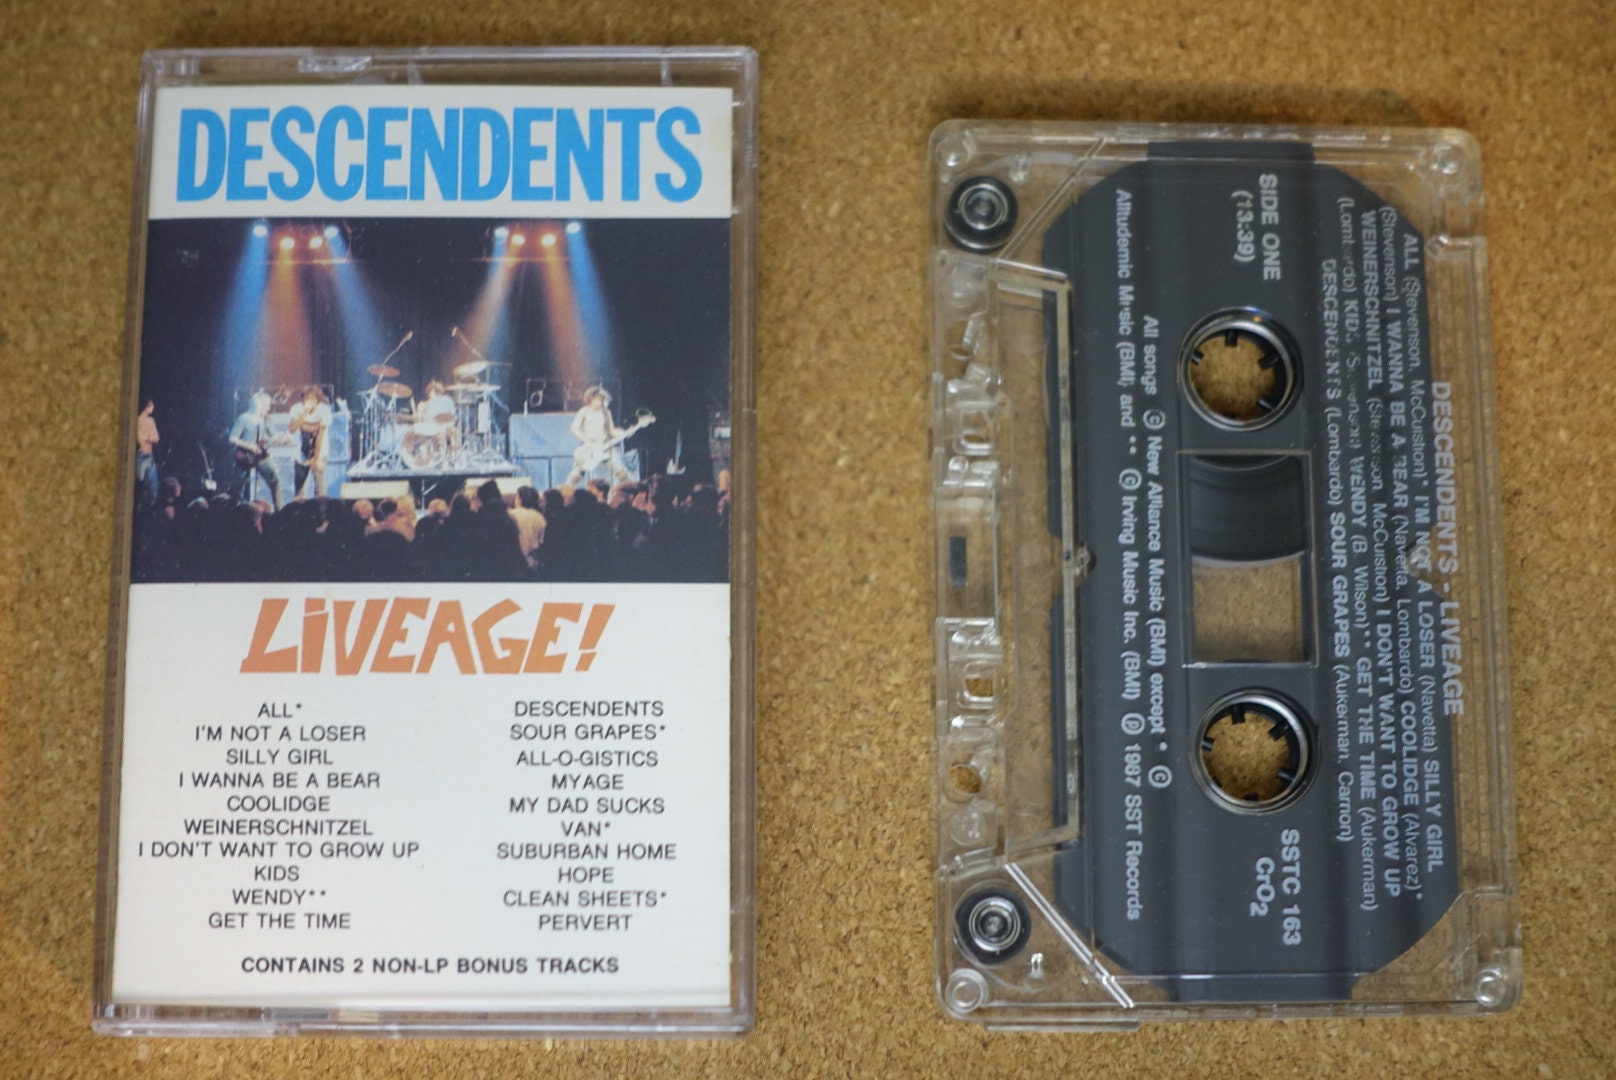 DESCENDENTS
LIVEAGE!
ALL*
I'M NOT A LOSER
SILLY GIRL
I WANNA BE A BEAR
COOLIDGE
WEINERSCHNITZEL
I DON'T WANT TO GROW UP
KIDS
WENDY**
GET THE TIME
DESCENDENTS
SOUR GRAPES*
ALL-O-GISTICS
MYAGE
MY DAD SUCKS
VAN*
SUBURBAN HOME
HOPE
CLEAN SHEETS*
PERVERT
CONTAINS 2 NON-LP BONUS TRACKS
DESCENDENTS - LIVEAGE
ALL (Stevenson, McCuistion)* I'M NOT A LOSER (Navetta) SILLY GIRL
(Stevenson) I WANNA BE A BEAR (Navetta, Lombardo) COOLIDGE (Alvarez)*
WEINERSCHNITZEL (Stevenson, McCuistion) I DON'T WANT TO GROW UP
(Lombardo) KIDS (Stevenson) WENDY (B. Wilson)** GET THE TIME (Aukerman)
DESCENDENTS (Lombardo) SOUR GRAPES (Aukerman, Carrion)
SIDE ONE
(13:39)
SSTC 163
CrO2
All songs © New Alliance Music (BMI) except * ©
Alltudemic Music (BMI) and ** © Irving Music Inc. (BMI) ℗ 1987 SST Records